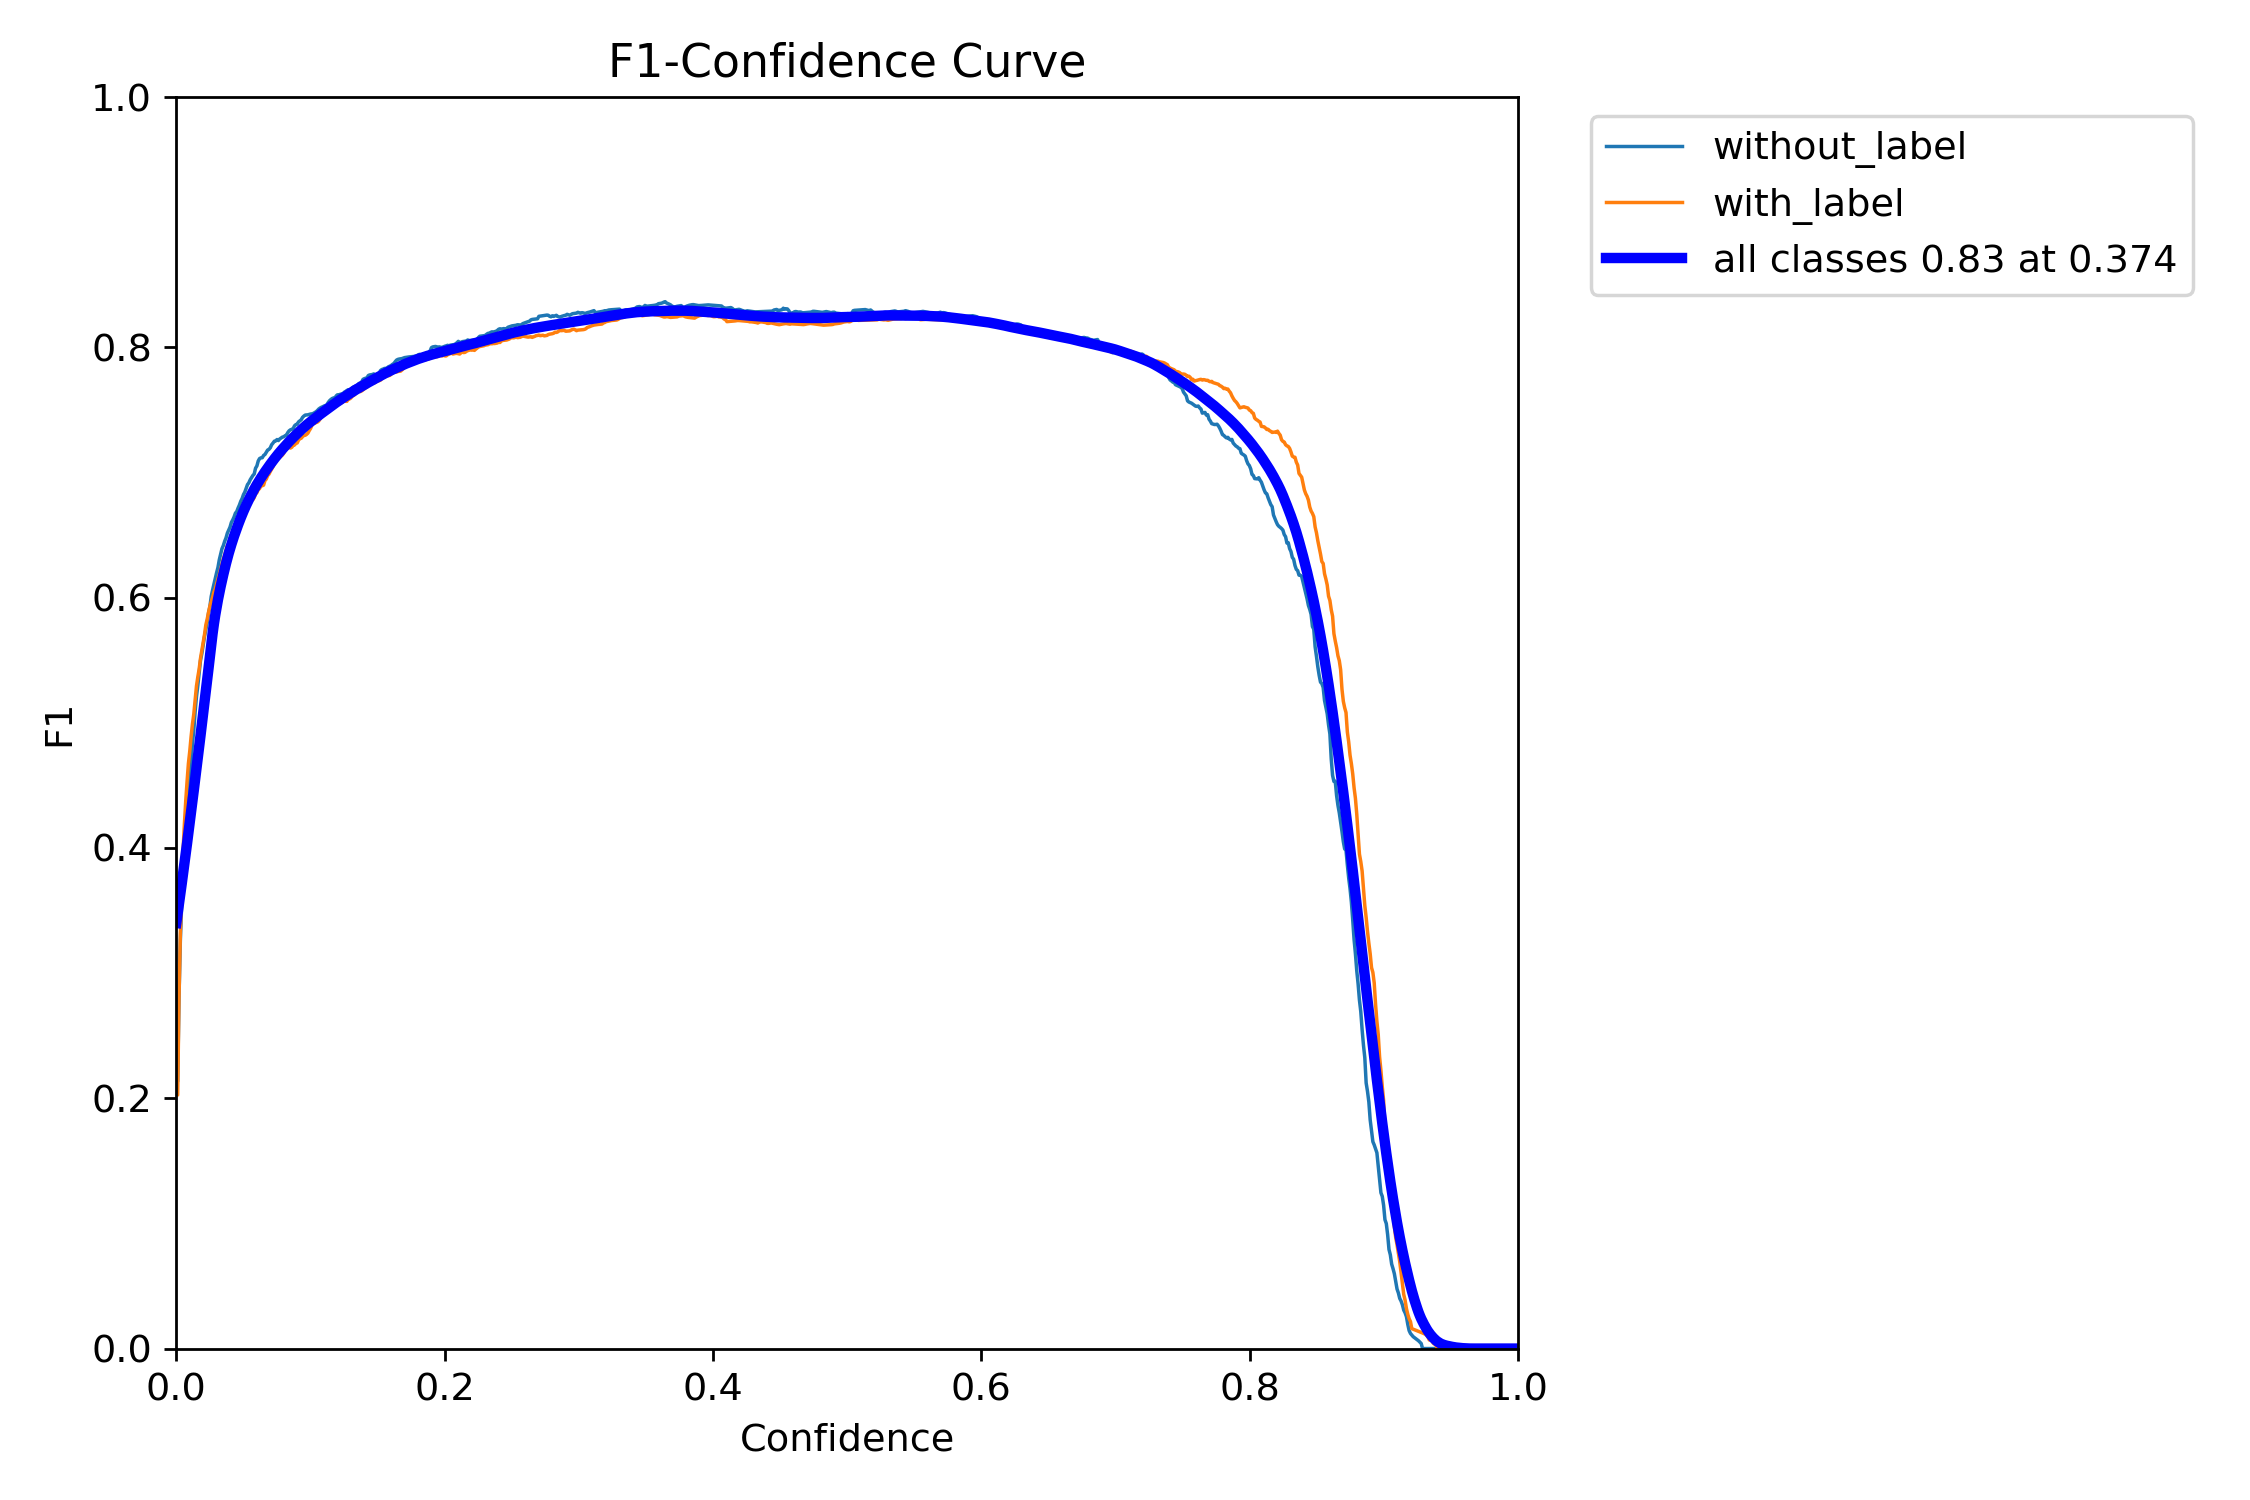 F1-Confidence Curve
1.0
0.8
0.6
0.4
0.2
0.0
F1
0.0 0.2 0.4 0.6 0.8 1.0
Confidence
without_label
with_label
all classes 0.83 at 0.374